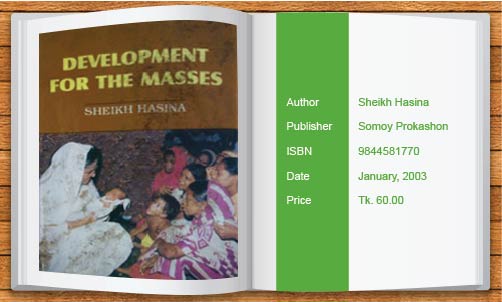 DEVELOPMENT
FOR THE MASSES
SHEIKH HASINA
Author Sheikh Hasina
Publisher Somoy Prokashon
ISBN 9844581770
Date January, 2003
Price Tk. 60.00